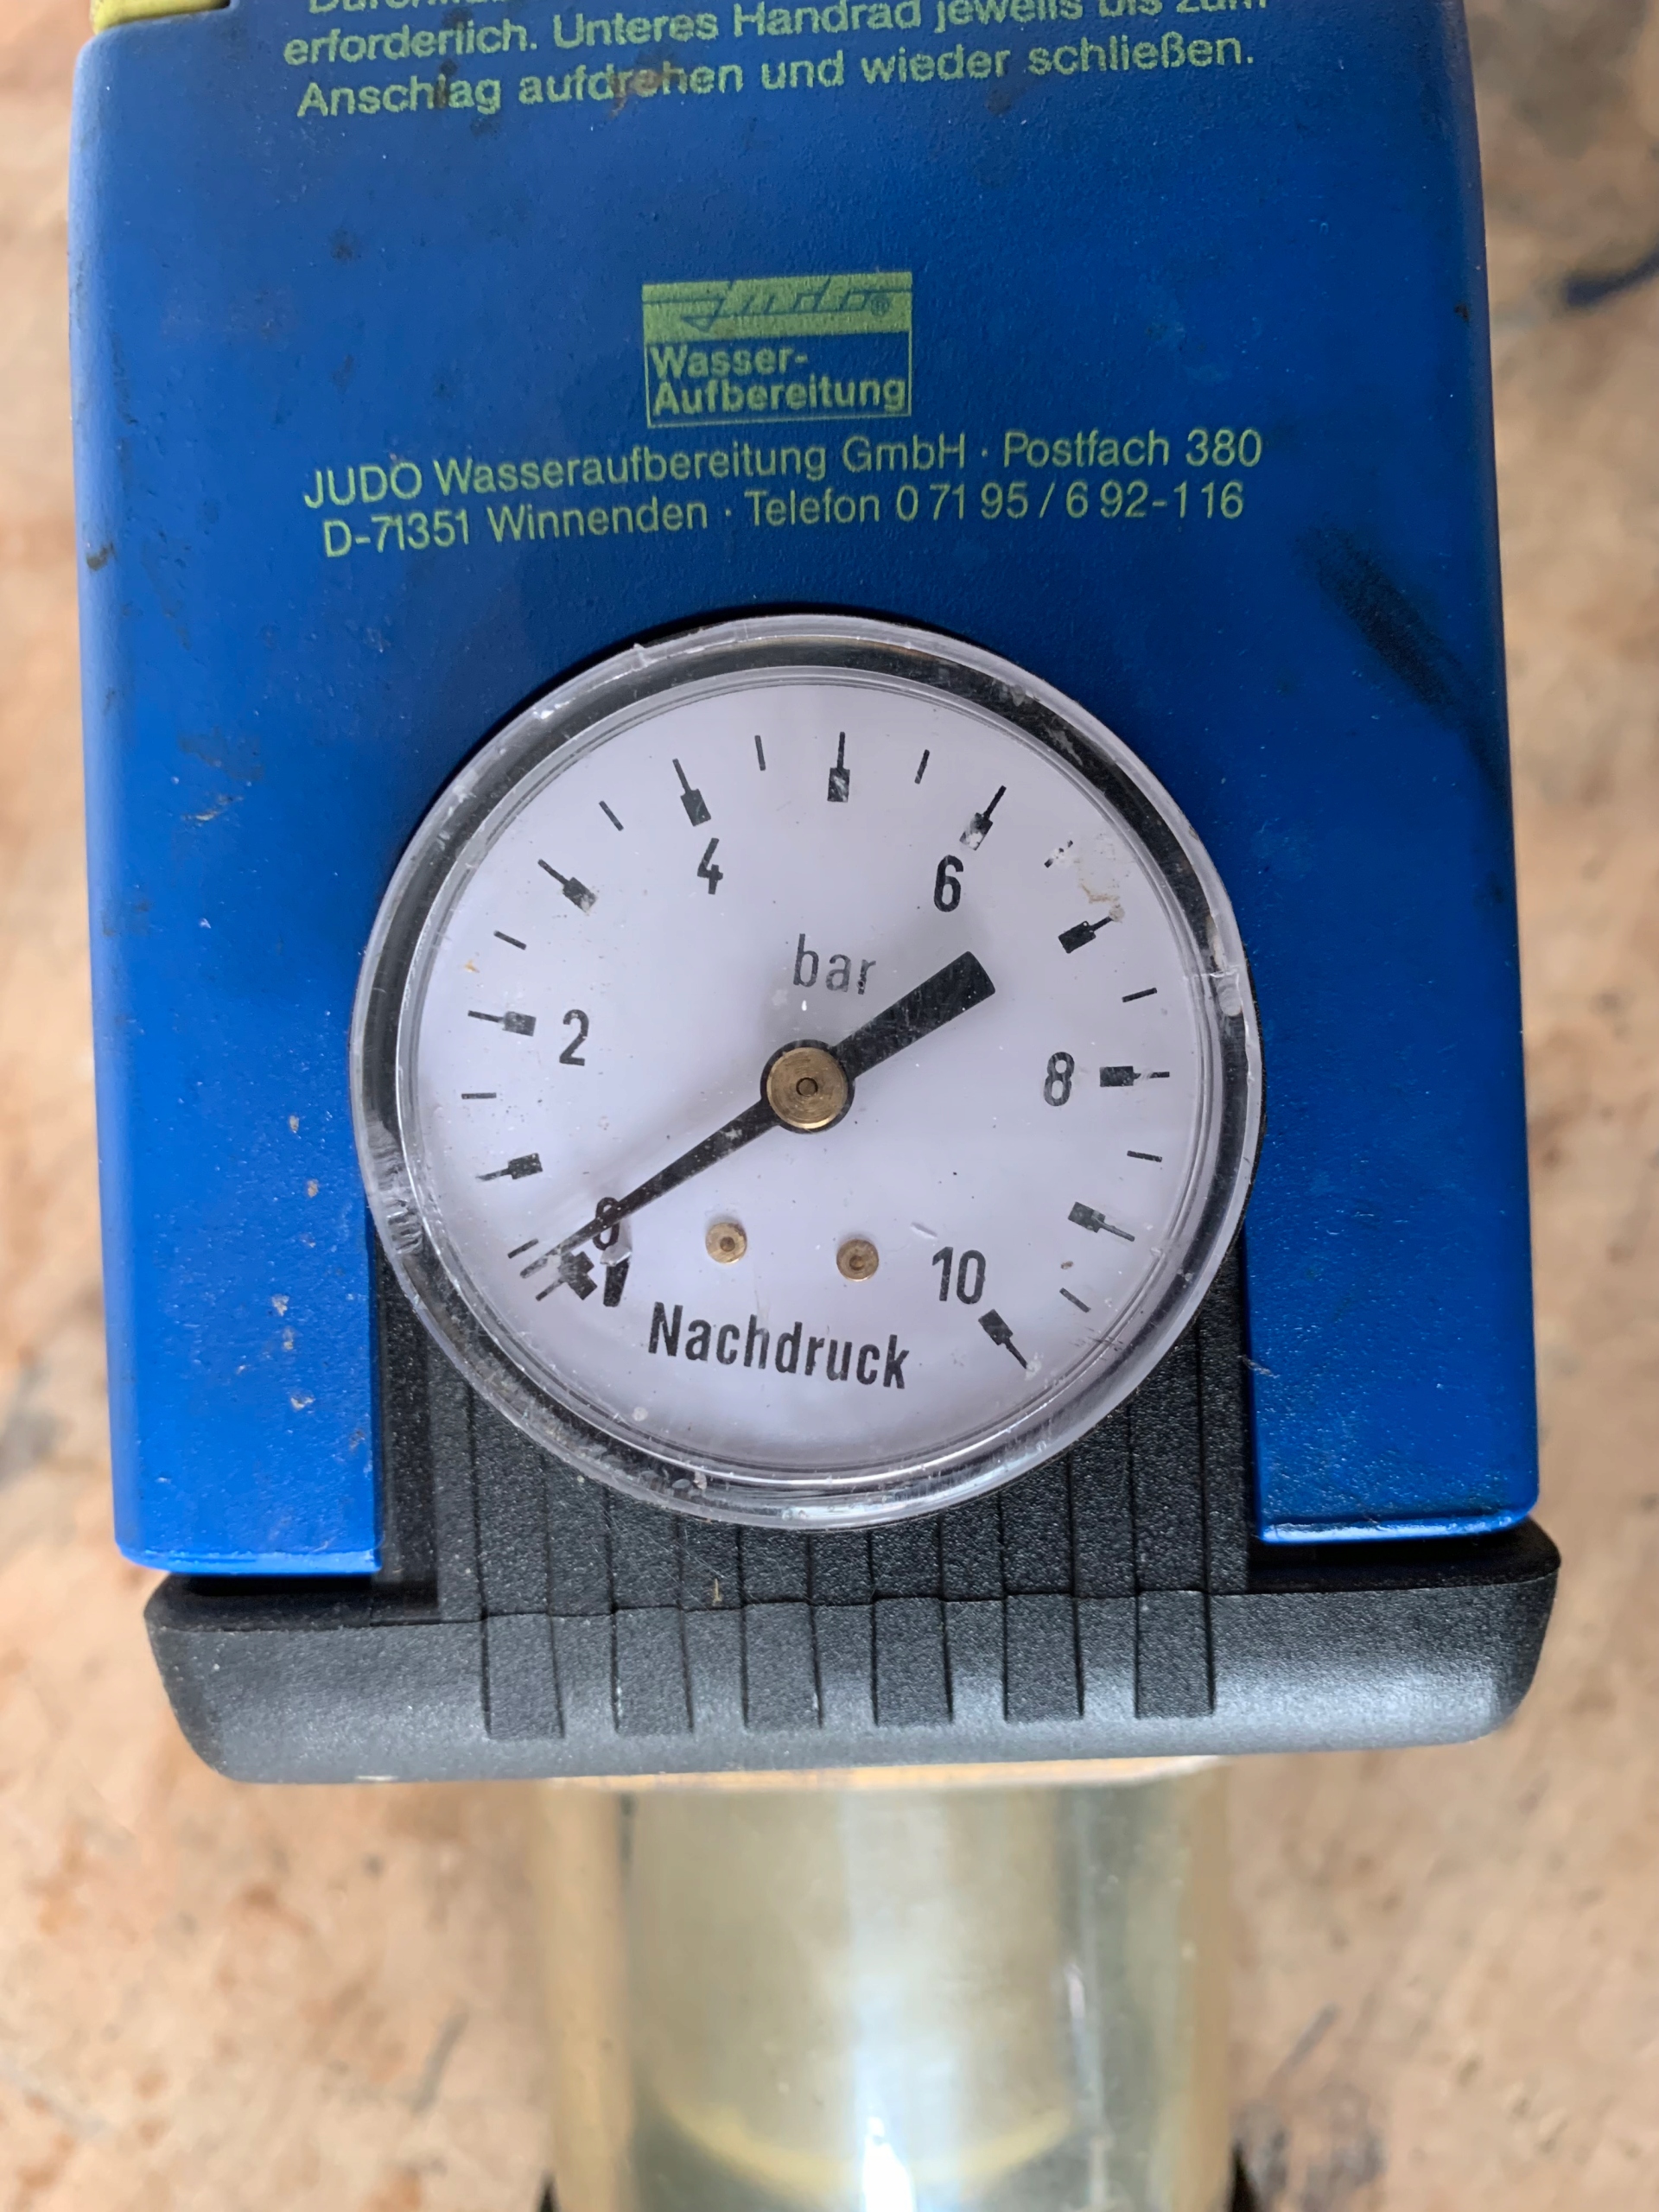 erforderlich. Unteres Handrad jeweils bis zum
Anschlag aufdrehen und wieder schließen.
Judo®
Wasser-
Aufbereitung
JUDO Wasseraufbereitung GmbH · Postfach 380
D-71351 Winnenden · Telefon 0 71 95 / 6 92-116
4
6
bar
2
8
0
10
Nachdruck